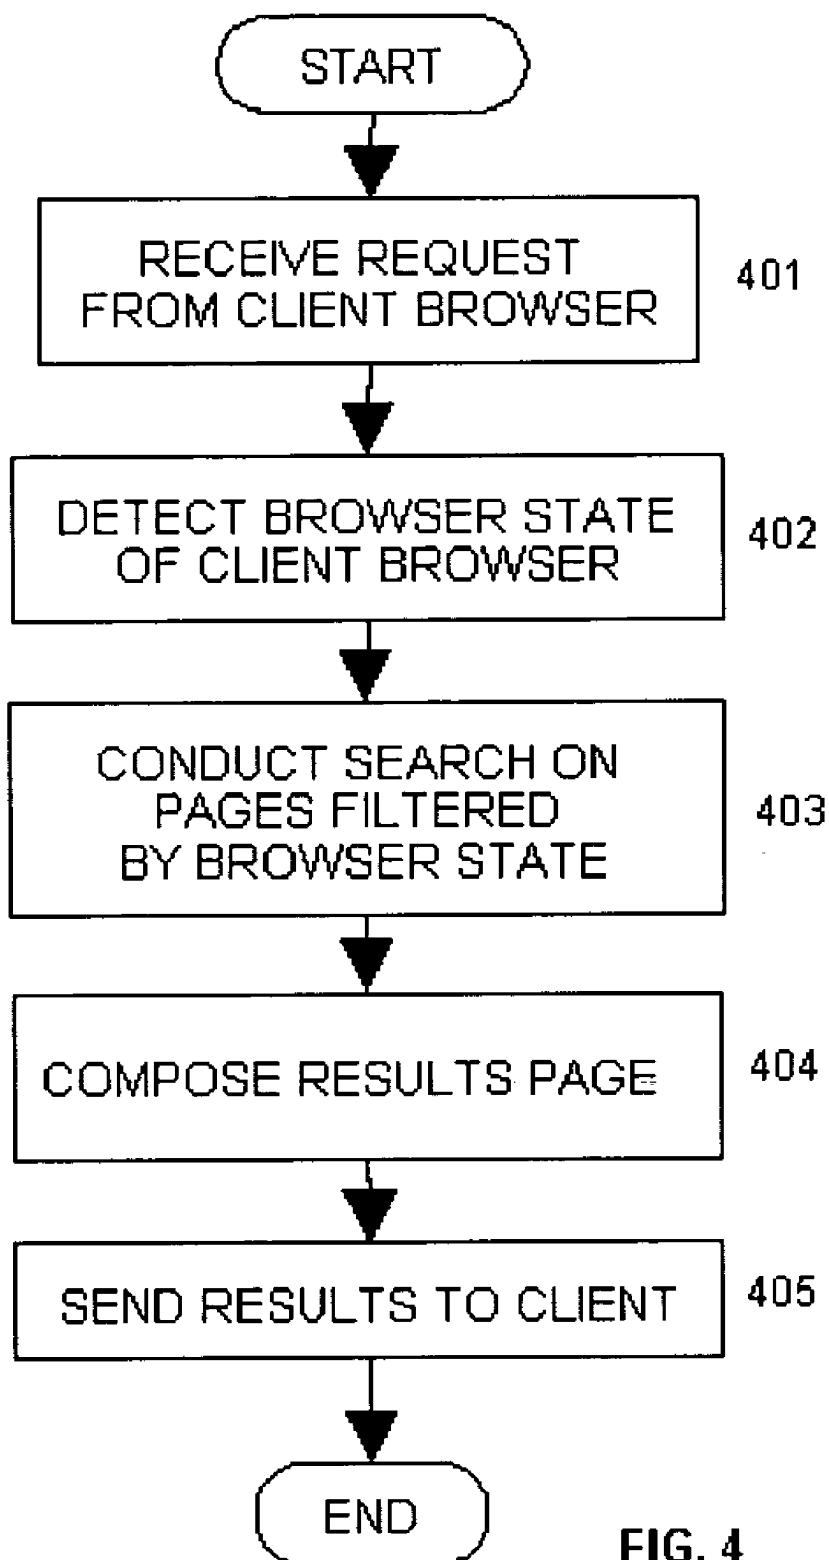 START
RECEIVE REQUEST
FROM CLIENT BROWSER
401
DETECT BROWSER STATE
OF CLIENT BROWSER
402
CONDUCT SEARCH ON
PAGES FILTERED
BY BROWSER STATE
403
COMPOSE RESULTS PAGE
404
SEND RESULTS TO CLIENT
405
END
FIG. 4